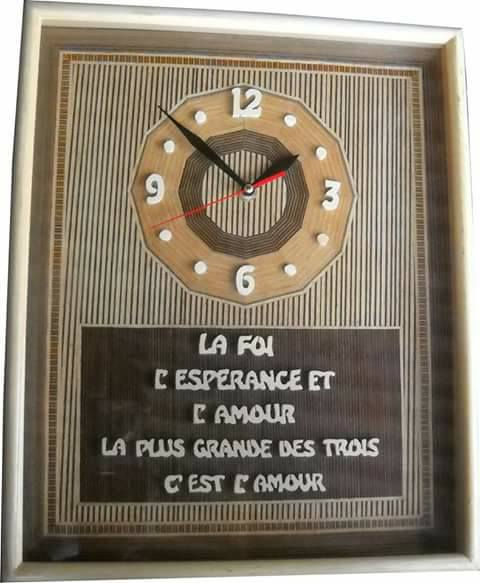 12
9
3
6
LA FOI
L'ESPERANCE ET
L'AMOUR
LA PLUS GRANDE DES TROIS
C'EST L'AMOUR